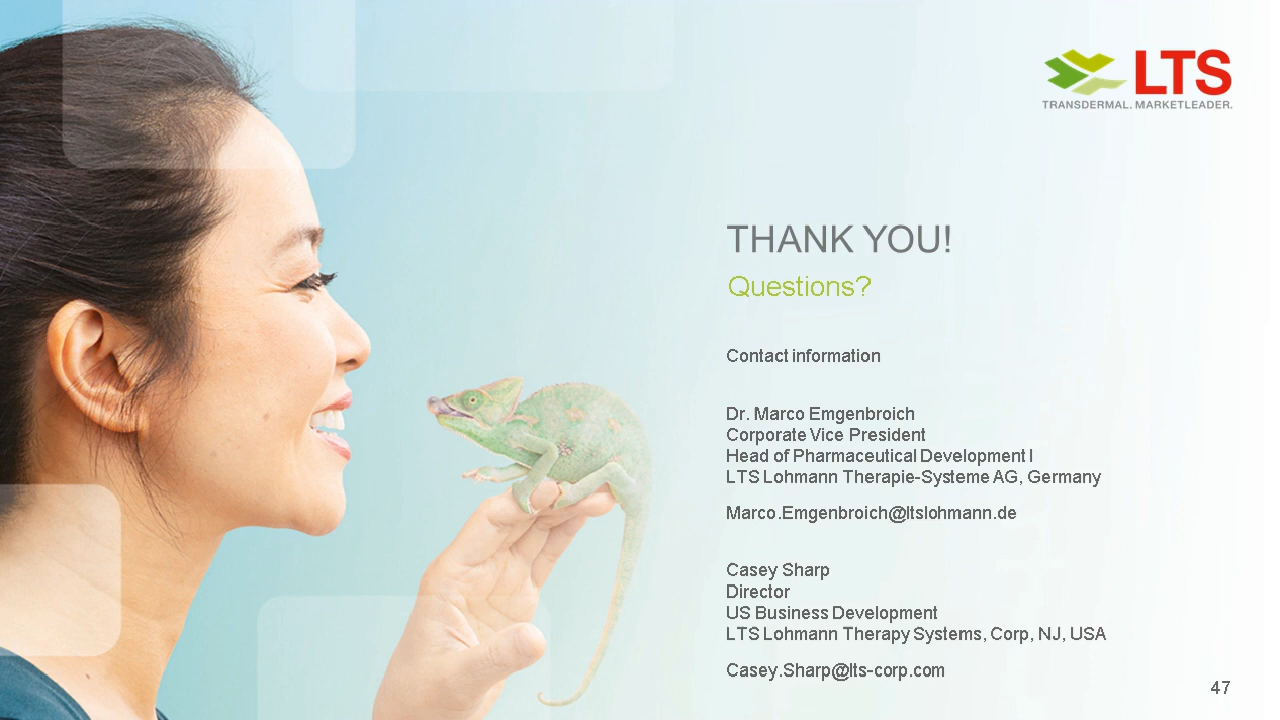 LTS
TRANSDERMAL. MARKETLEADER.
THANK YOU!
Questions?
Contact information
Dr. Marco Emgenbroich
Corporate Vice President
Head of Pharmaceutical Development I
LTS Lohmann Therapie-Systeme AG, Germany
Marco.Emgenbroich@ltslohmann.de
Casey Sharp
Director
US Business Development
LTS Lohmann Therapy Systems, Corp, NJ, USA
Casey.Sharp@lts-corp.com
47